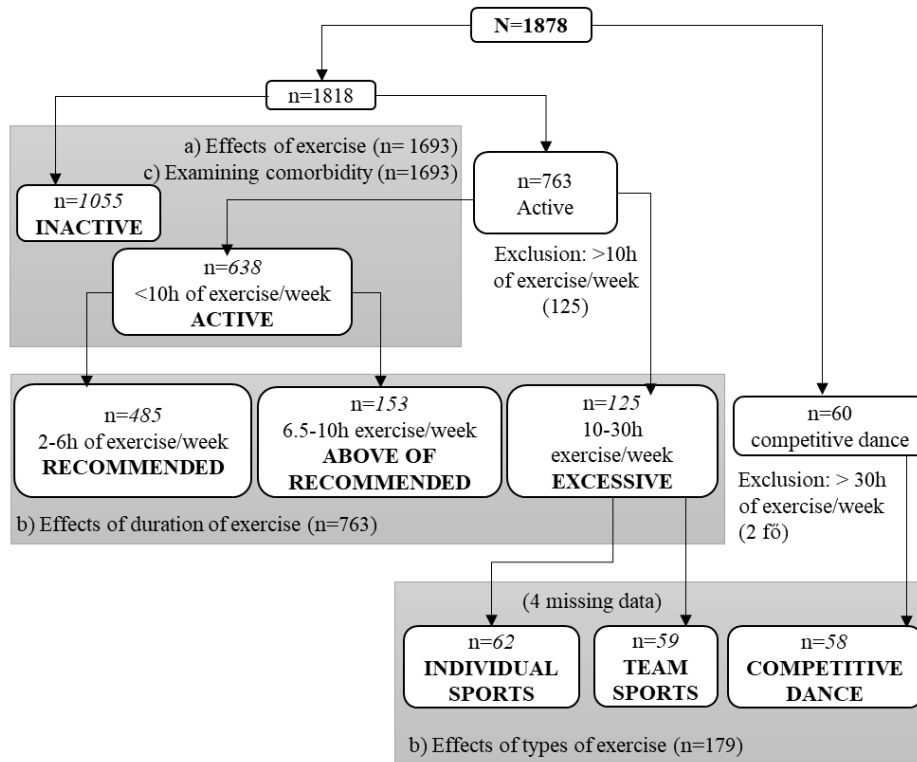 N=1878
n=1818
a) Effects of exercise (n= 1693)
c) Examining comorbidity (n=1693)
n=1055
INACTIVE
n=763
Active
n=638
<10h of exercise/week
ACTIVE
Exclusion: >10h
of exercise/week
(125)
n=485
2-6h of exercise/week
RECOMMENDED
n=153
6.5-10h exercise/week
ABOVE OF
RECOMMENDED
n=125
10-30h
exercise/week
EXCESSIVE
n=60
competitive dance
b) Effects of duration of exercise (n=763)
Exclusion: > 30h
of exercise/week
(2 fő)
(4 missing data)
n=62
INDIVIDUAL
SPORTS
n=59
TEAM
SPORTS
n=58
COMPETITIVE
DANCE
b) Effects of types of exercise (n=179)